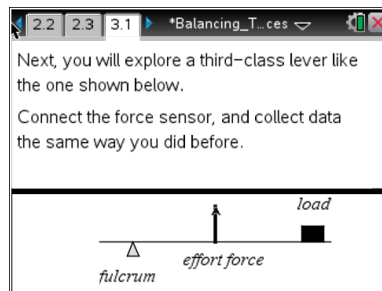 2.2 2.3 3.1 *Balancing_T...ces
Next, you will explore a third-class lever like
the one shown below.
Connect the force sensor, and collect data
the same way you did before.
load
effort force
fulcrum